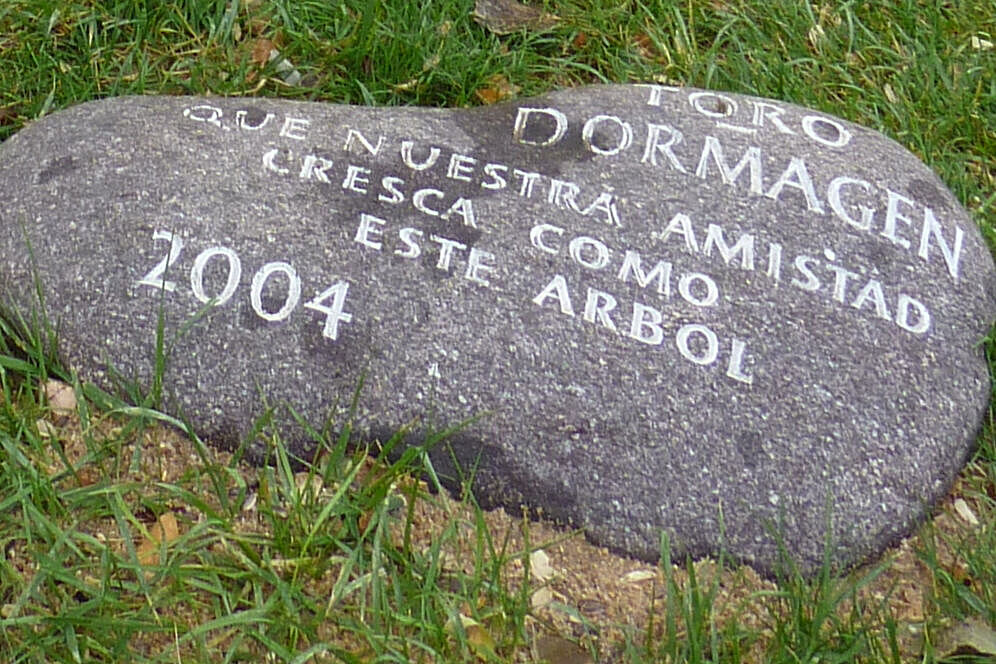 TORO –
DORMAGEN
QUE NUESTRA AMISTAD
CRESCA COMO
ESTE ARBOL
2004